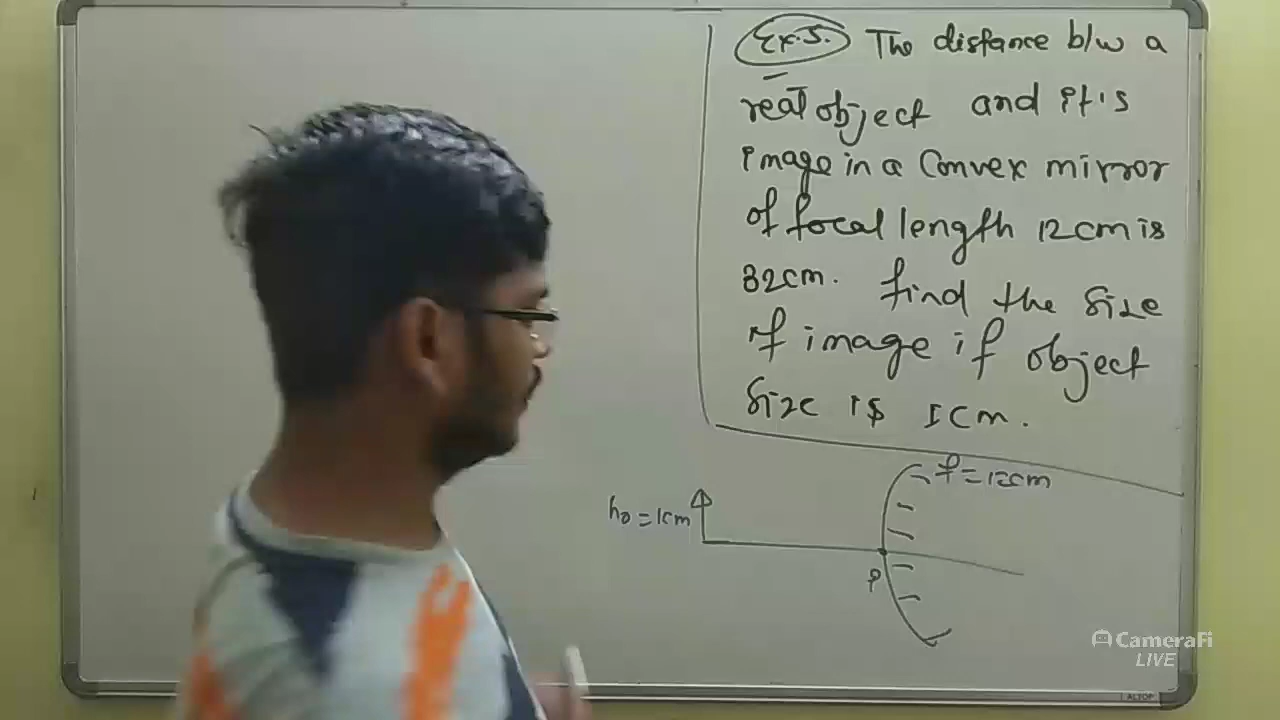 Ex.5. The distance b/w a
real object and it's
image in a Convex mirror
of focal length 12cm is
32cm. find the size
of image if object
size is 1cm.
f=12cm
ho=1cm
P
CameraFi
LIVE
ALTOP